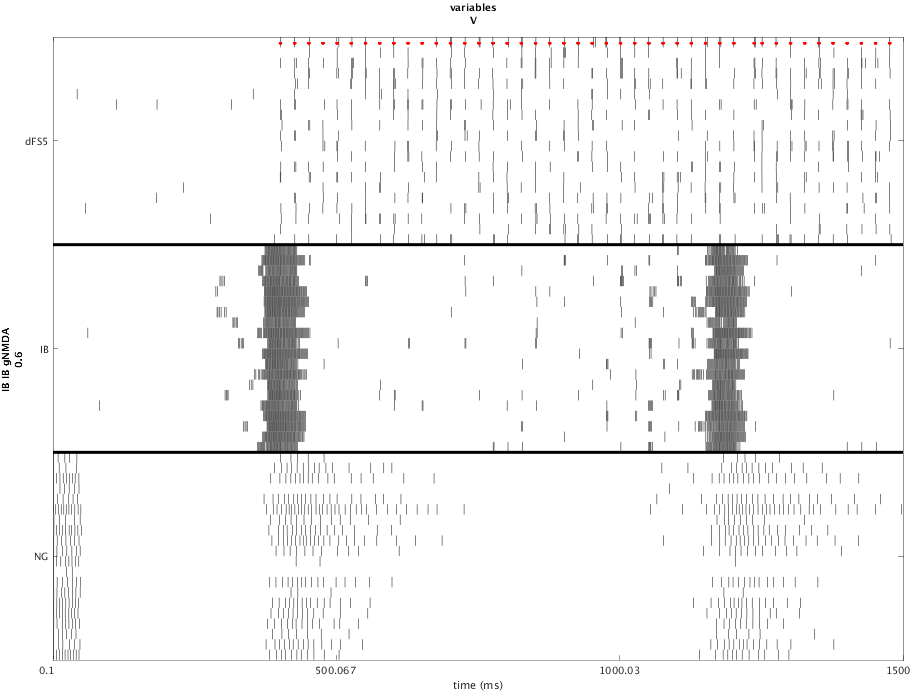 variables
V
dFS5
IB IB gNMDA
0.6
IB
NG
0.1
500.067
1000.03
1500
time (ms)